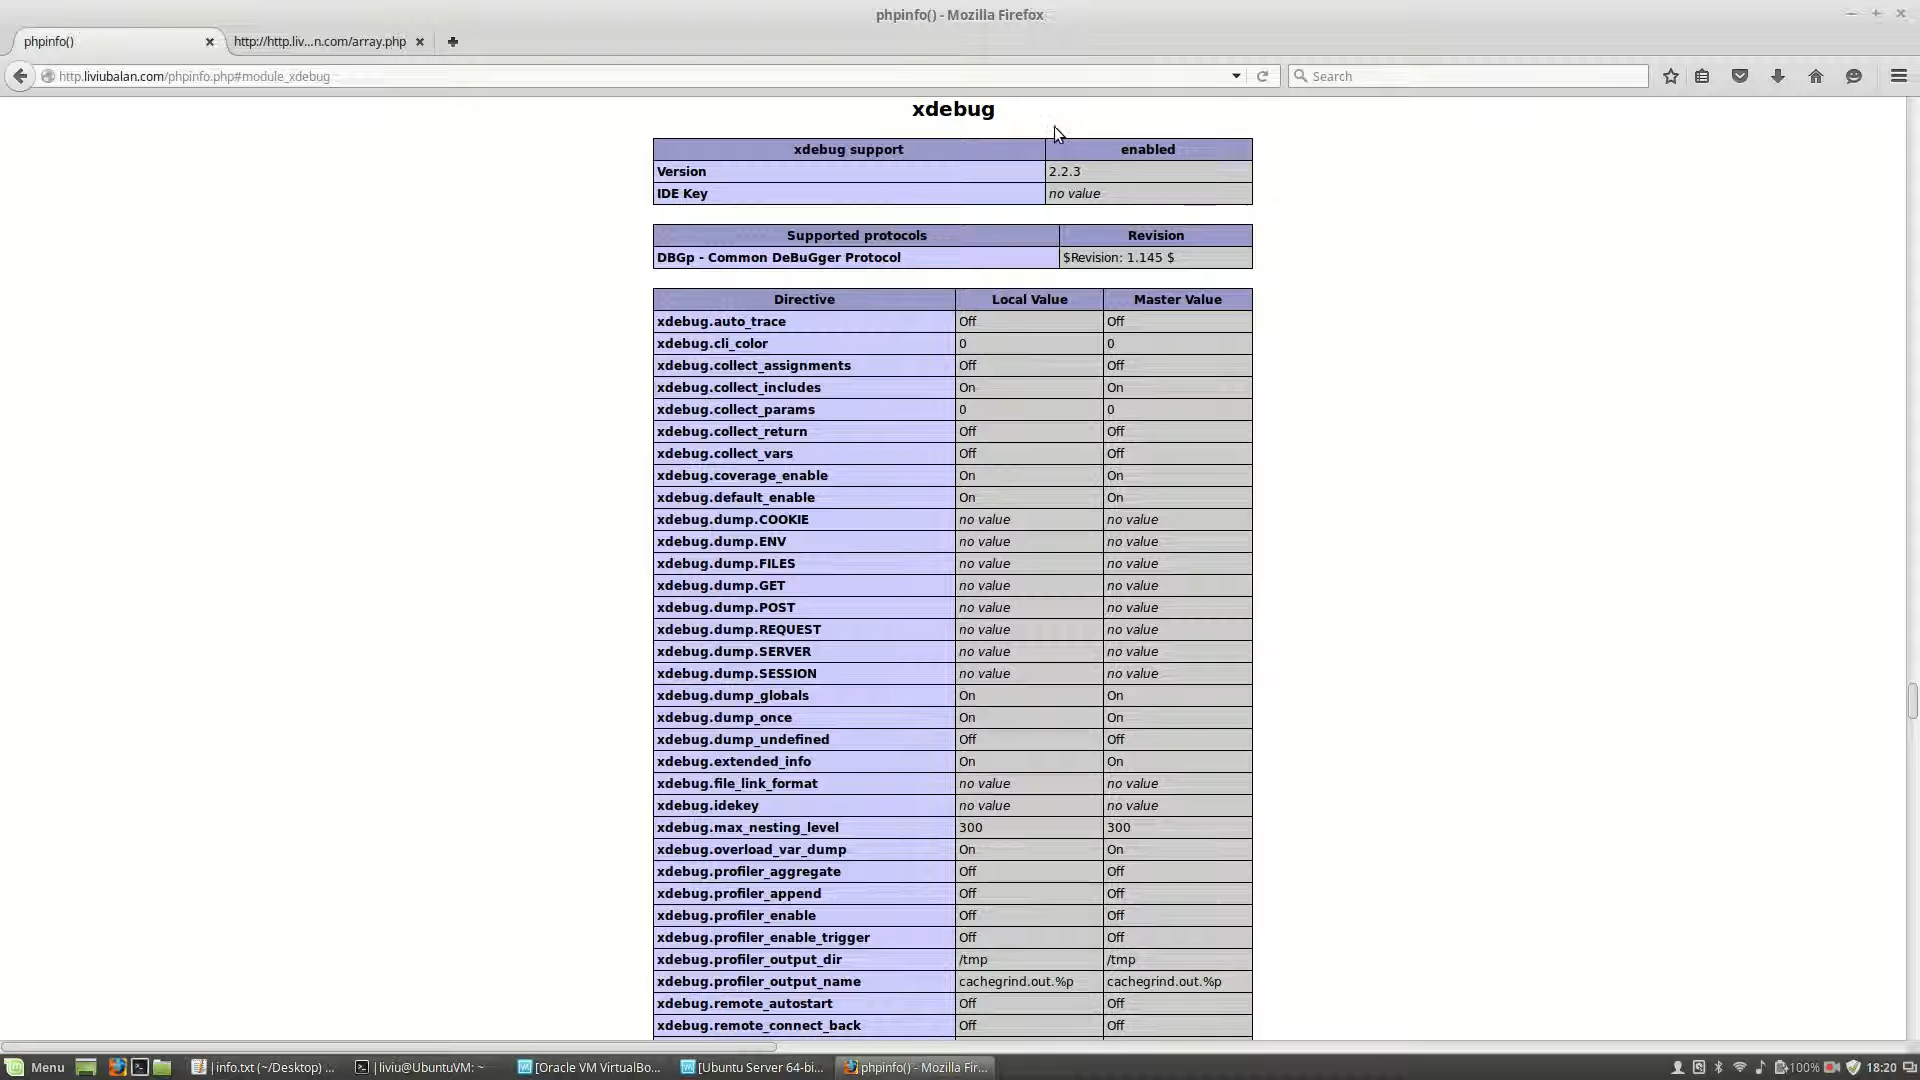 phpinfo() - Mozilla Firefox
phpinfo() http://http.liv...n.com/array.php
http.liviubalan.com/phpinfo.php#module_xdebug Search
xdebug
xdebug support enabled
Version 2.2.3
IDE Key no value
Supported protocols Revision
DBGp - Common DeBuGger Protocol $Revision: 1.145 $
Directive Local Value Master Value
xdebug.auto_trace Off Off
xdebug.cli_color 0 0
xdebug.collect_assignments Off Off
xdebug.collect_includes On On
xdebug.collect_params 0 0
xdebug.collect_return Off Off
xdebug.collect_vars Off Off
xdebug.coverage_enable On On
xdebug.default_enable On On
xdebug.dump.COOKIE no value no value
xdebug.dump.ENV no value no value
xdebug.dump.FILES no value no value
xdebug.dump.GET no value no value
xdebug.dump.POST no value no value
xdebug.dump.REQUEST no value no value
xdebug.dump.SERVER no value no value
xdebug.dump.SESSION no value no value
xdebug.dump_globals On On
xdebug.dump_once On On
xdebug.dump_undefined Off Off
xdebug.extended_info On On
xdebug.file_link_format no value no value
xdebug.idekey no value no value
xdebug.max_nesting_level 300 300
xdebug.overload_var_dump On On
xdebug.profiler_aggregate Off Off
xdebug.profiler_append Off Off
xdebug.profiler_enable Off Off
xdebug.profiler_enable_trigger Off Off
xdebug.profiler_output_dir /tmp /tmp
xdebug.profiler_output_name cachegrind.out.%p cachegrind.out.%p
xdebug.remote_autostart Off Off
xdebug.remote_connect_back Off Off
Menu |info.txt (~/Desktop) ... |liviu@UbuntuVM: ~ [Oracle VM VirtualBo... [Ubuntu Server 64-bi... phpinfo() - Mozilla Fir... 100% 18:20